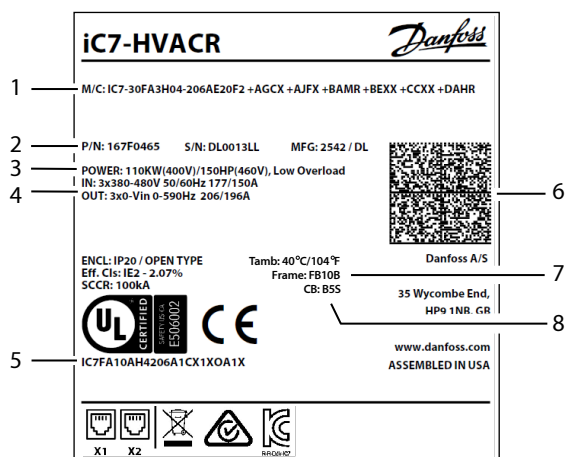 iC7-HVACR
Danfoss
1
M/C: IC7-30FA3H04-206AE20F2 +AGCX +AJFX +BAMR +BEXX +CCXX +DAHR
2
P/N: 167F0465 S/N: DL0013LL MFG: 2542 / DL
3
POWER: 110KW(400V)/150HP(460V), Low Overload
IN: 3x380-480V 50/60Hz 177/150A
4
OUT: 3x0-Vin 0-590Hz 206/196A
6
ENCL: IP20 / OPEN TYPE
Eff. Cls: IE2 - 2.07%
SCCR: 100kA
Tamb: 40°C/104°F
Frame: FB10B
CB: B5S
Danfoss A/S
7
35 Wycombe End,
HP9 1NB, GB
8
UL
CERTIFIED
SAFETY US-CA
E506002
CE
www.danfoss.com
5
IC7FA10AH4206A1CX1XOA1X
ASSEMBLED IN USA
X1 X2